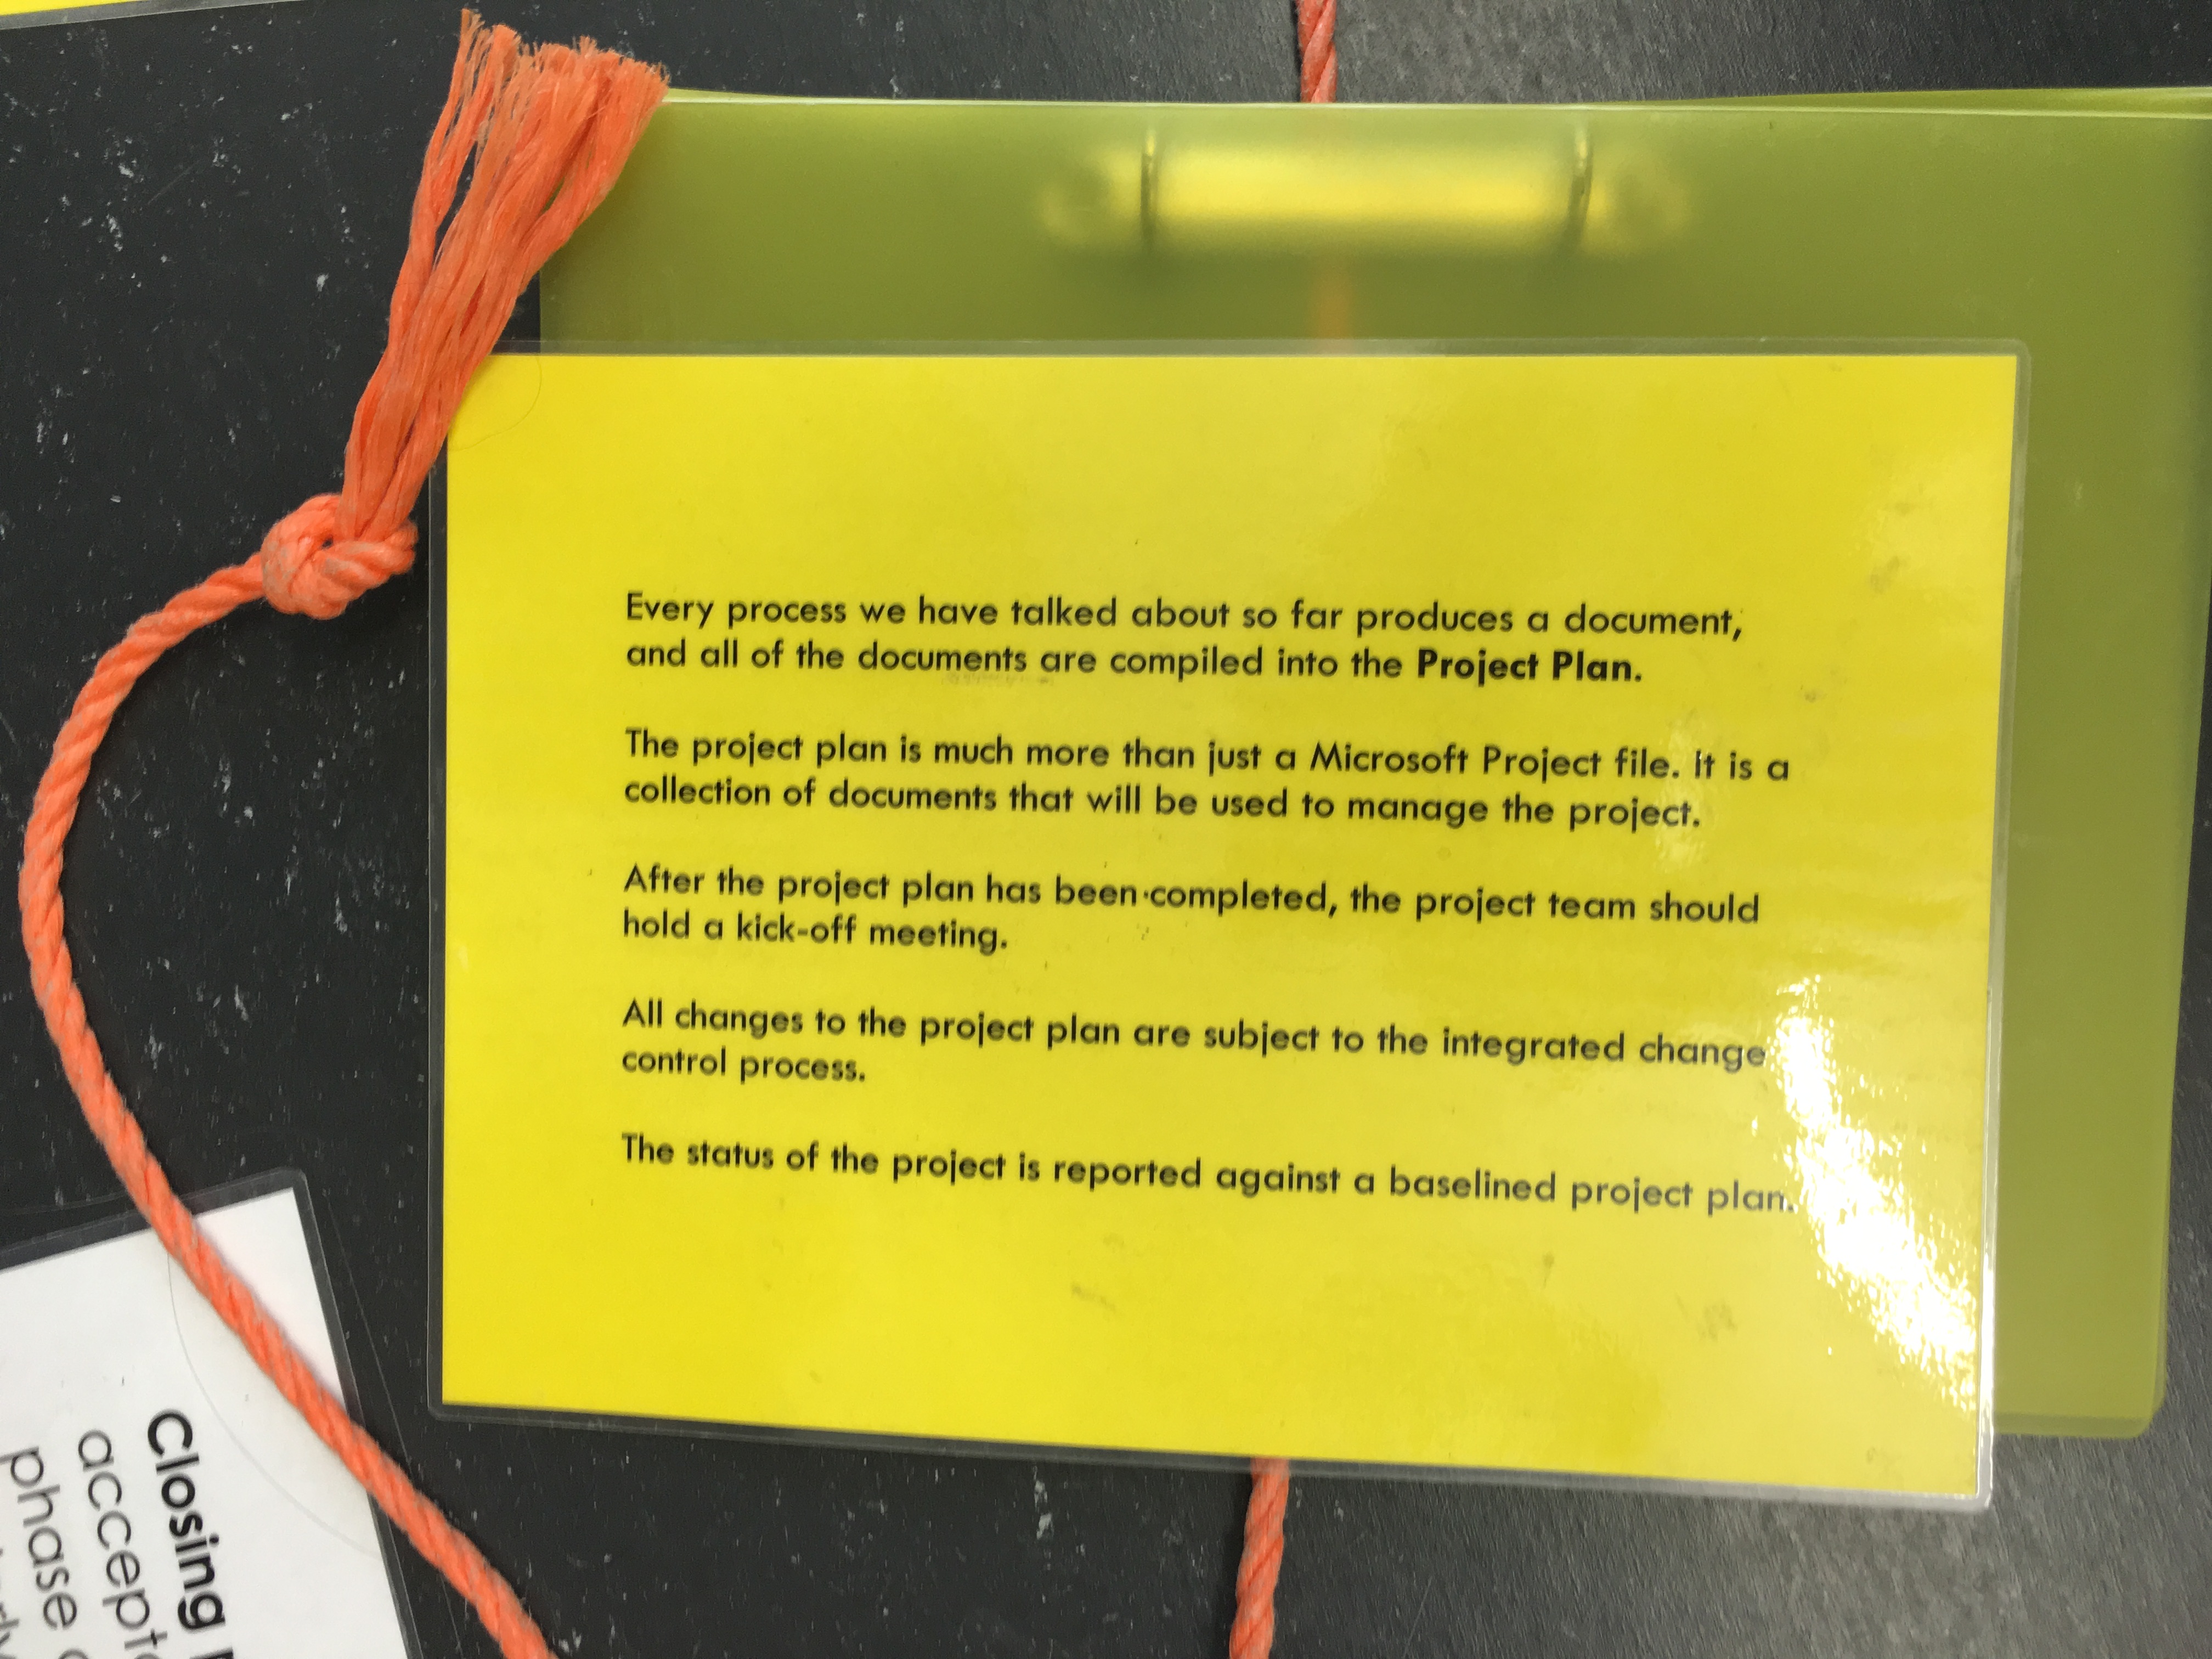 Every process we have talked about so far produces a document,
and all of the documents are compiled into the Project Plan.
The project plan is much more than just a Microsoft Project file. It is a
collection of documents that will be used to manage the project.
After the project plan has been completed, the project team should
hold a kick-off meeting.
All changes to the project plan are subject to the integrated change
control process.
The status of the project is reported against a baselined project plan.
Closing
phase